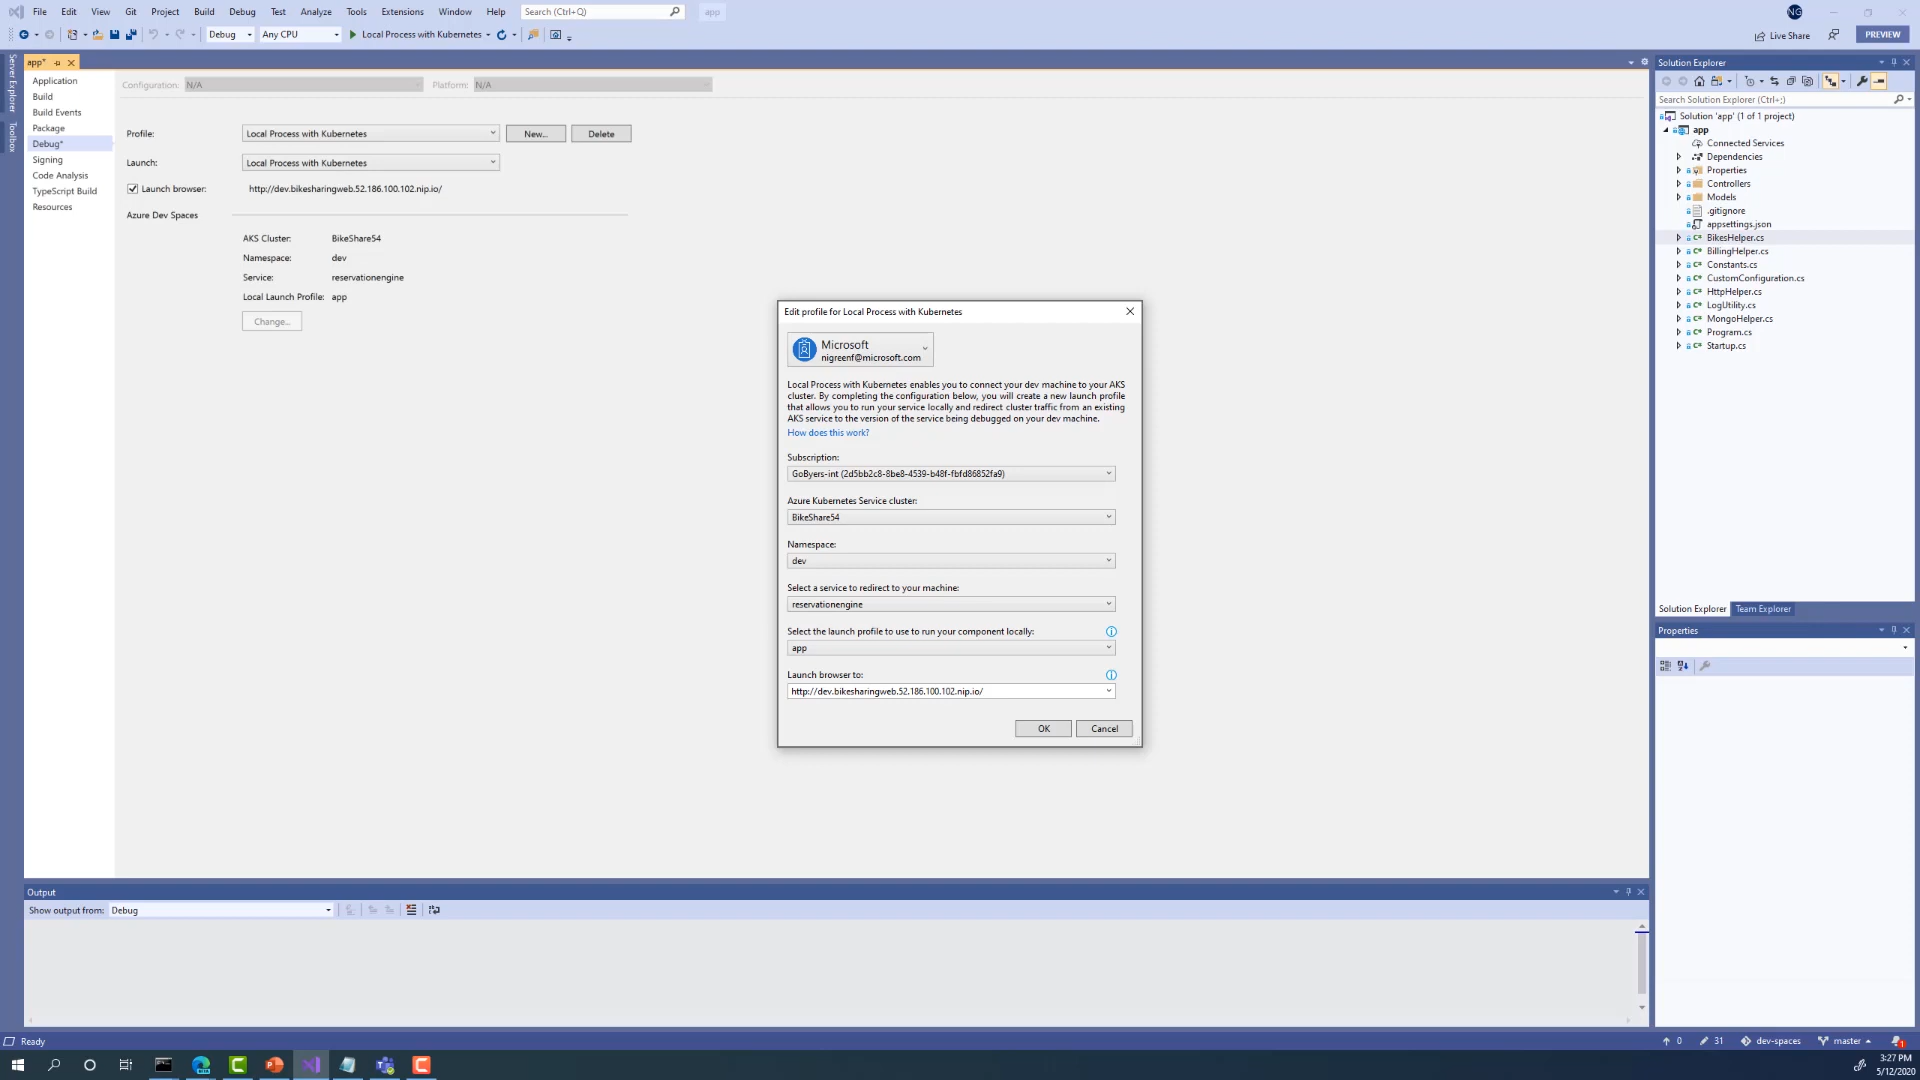 File Edit View Git Project Build Debug Test Analyze Tools Extensions Window Help Search (Ctrl+Q) app NG
Debug Any CPU Local Process with Kubernetes Live Share PREVIEW
Server Explorer
Toolbox
app*
Application
Build
Build Events
Package
Debug*
Signing
Code Analysis
TypeScript Build
Resources
Configuration: N/A Platform: N/A
Profile: Local Process with Kubernetes New... Delete
Launch: Local Process with Kubernetes
Launch browser: http://dev.bikesharingweb.52.186.100.102.nip.io/
Azure Dev Spaces
AKS Cluster: BikeShare54
Namespace: dev
Service: reservationengine
Local Launch Profile: app
Change...
Edit profile for Local Process with Kubernetes
Microsoft
nigreenf@microsoft.com
Local Process with Kubernetes enables you to connect your dev machine to your AKS
cluster. By completing the configuration below, you will create a new launch profile
that allows you to run your service locally and redirect cluster traffic from an existing
AKS service to the version of the service being debugged on your dev machine.
How does this work?
Subscription:
GoByers-int (2d5bb2c8-8be8-4539-b48f-fbfd86852fa9)
Azure Kubernetes Service cluster:
BikeShare54
Namespace:
dev
Select a service to redirect to your machine:
reservationengine
Select the launch profile to use to run your component locally:
app
Launch browser to:
http://dev.bikesharingweb.52.186.100.102.nip.io/
OK Cancel
Solution Explorer
Search Solution Explorer (Ctrl+;)
Solution 'app' (1 of 1 project)
app
Connected Services
Dependencies
Properties
Controllers
Models
.gitignore
appsettings.json
BikesHelper.cs
BillingHelper.cs
Constants.cs
CustomConfiguration.cs
HttpHelper.cs
LogUtility.cs
MongoHelper.cs
Program.cs
Startup.cs
Solution Explorer Team Explorer
Properties
Output
Show output from: Debug
Ready 0 31 dev-spaces master 1
3:27 PM
5/12/2020